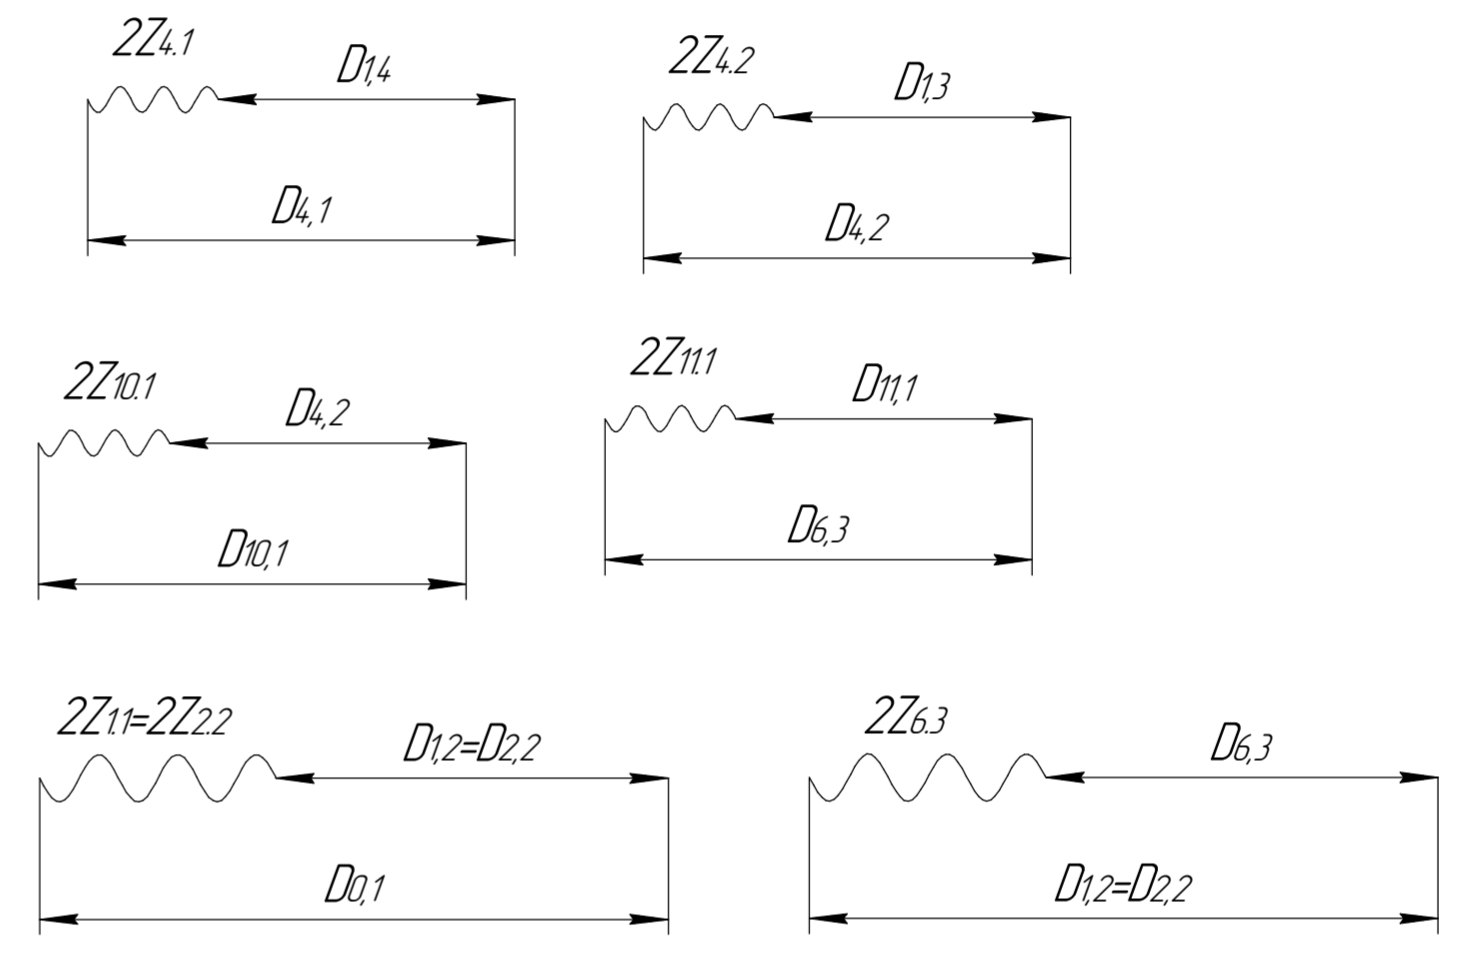 2Z4.1
D1,4
D4,1
2Z4.2
D1,3
D4,2
2Z10.1
D4,2
D10,1
2Z11.1
D11,1
D6,3
2Z1.1=2Z2.2
D1,2=D2,2
D0,1
2Z6.3
D6,3
D1,2=D2,2